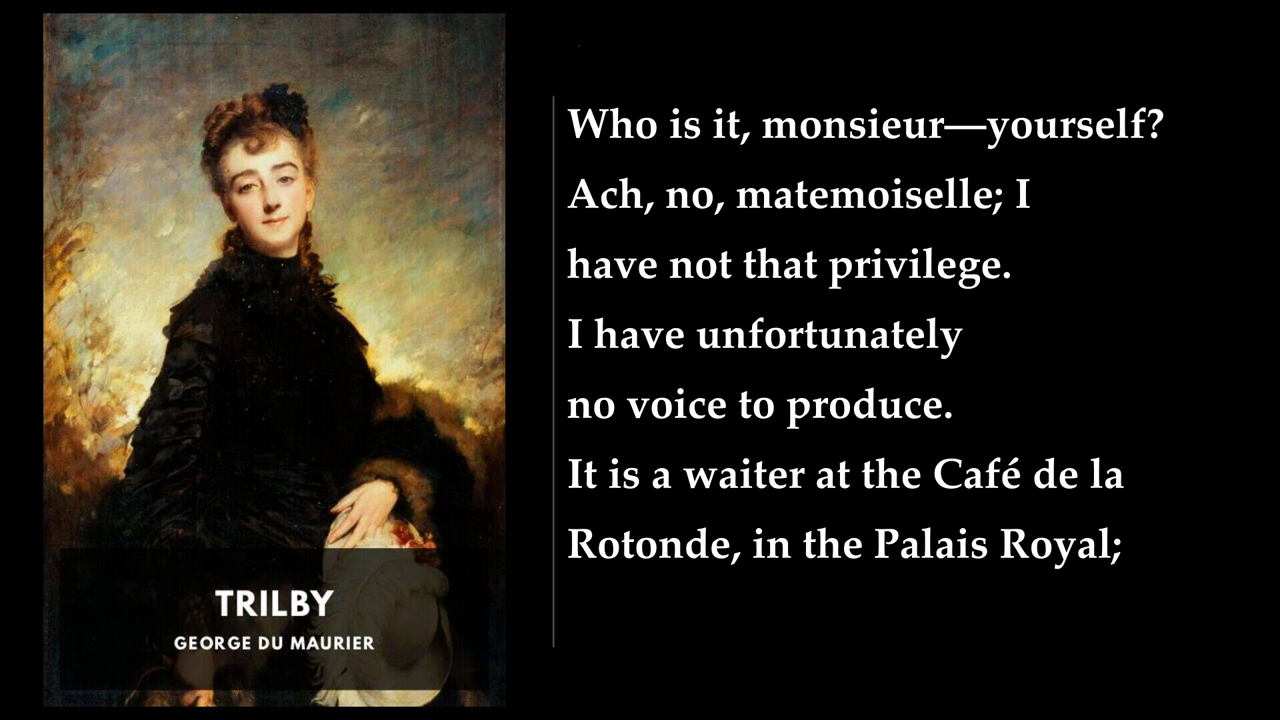 TRILBY
GEORGE DU MAURIER
Who is it, monsieur—yourself?
Ach, no, matemoiselle; I
have not that privilege.
I have unfortunately
no voice to produce.
It is a waiter at the Café de la
Rotonde, in the Palais Royal;